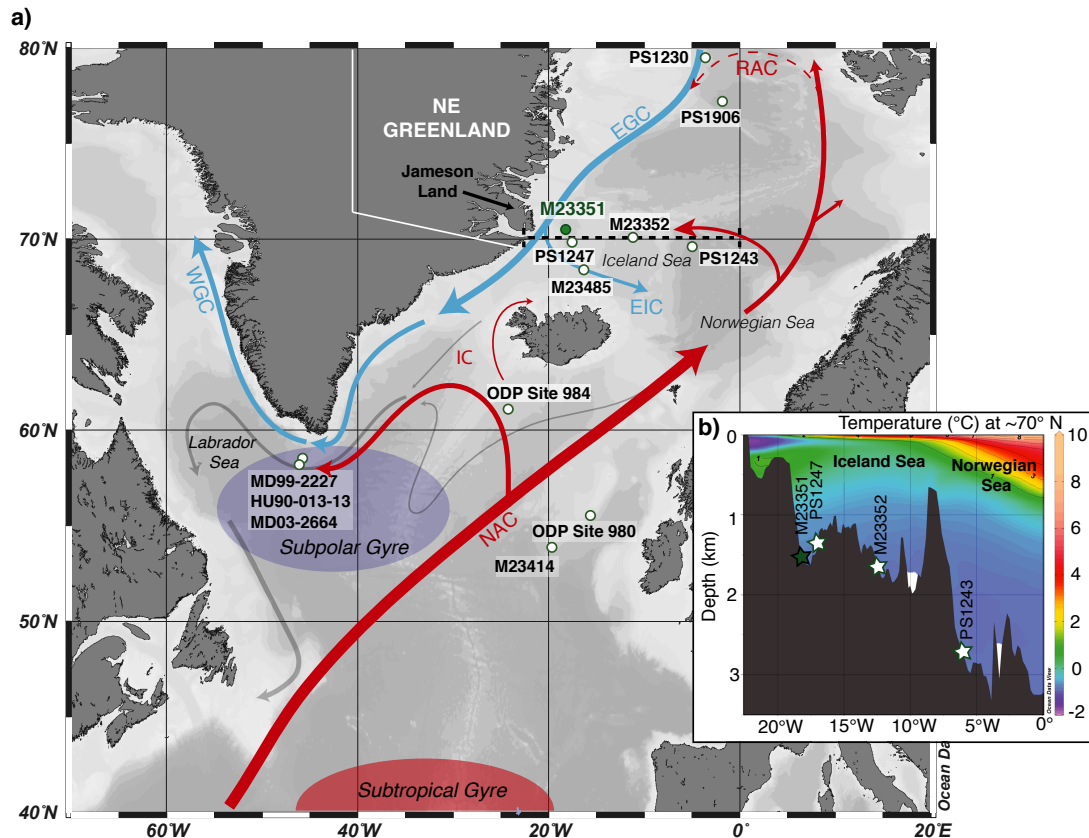 a)
80°N
70°N
60°N
50°N
40°N
60°W
40°W
20°W
0°
20°E
NE
GREENLAND
Jameson
Land
PS1230
RAC
PS1906
EGC
M23351
M23352
PS1247
Iceland Sea
PS1243
M23485
EIC
Norwegian Sea
WGC
IC
ODP Site 984
Labrador
Sea
MD99-2227
HU90-013-13
MD03-2664
Subpolar Gyre
NAC
ODP Site 980
M23414
Subtropical Gyre
Ocean Da
b)
Temperature (°C) at ~70° N
Iceland Sea
Norwegian
Sea
M23351
PS1247
M23352
PS1243
Depth (km)
0
1
2
3
20°W
15°W
10°W
5°W
0°
10
8
6
4
2
0
-2
Ocean Data View